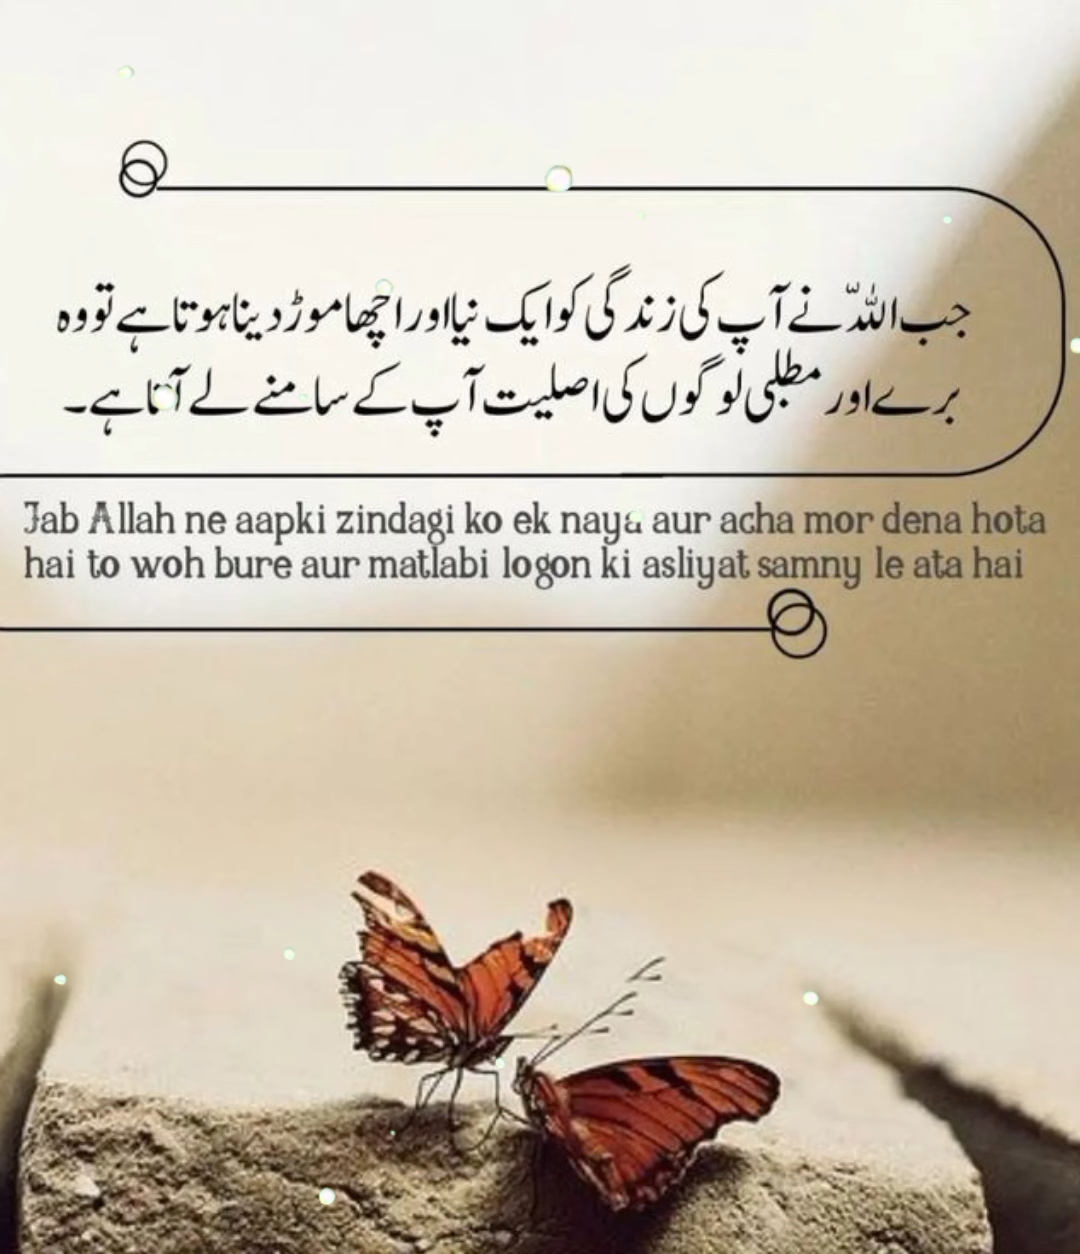 جب اللّٰہ نے آپ کی زندگی کو ایک نیا اور اچھا موڑ دینا ہوتا ہے تو وہ
برے اور مطلبی لوگوں کی اصلیت آپ کے سامنے لے آتا ہے۔
Jab Allah ne aapki zindagi ko ek naya aur acha mor dena hota
hai to woh bure aur matlabi logon ki asliyat samny le ata hai